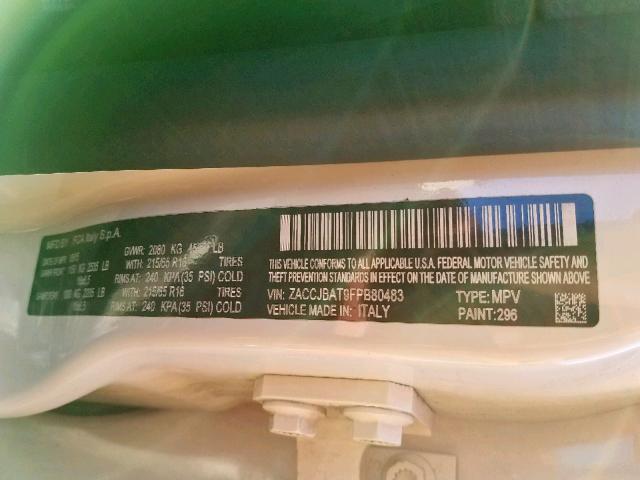 MFD BY: FCA Italy S.p.A.
GVWR: 2080 KG LB
WITH: 215/65 R16 TIRES
RIMS AT: 240 KPA(35 PSI) COLD
WITH: 215/65 R16 TIRES
RIMS AT: 240 KPA(35 PSI) COLD
THIS VEHICLE CONFORMS TO ALL APPLICABLE U.S.A. FEDERAL MOTOR VEHICLE SAFETY AND
THEFT PREVENTION STANDARDS IN EFFECT ON THE DATE OF MANUFACTURE SHOWN ABOVE
VIN: ZACCJBAT9FPB80483 TYPE: MPV
VEHICLE MADE IN: ITALY PAINT: 296